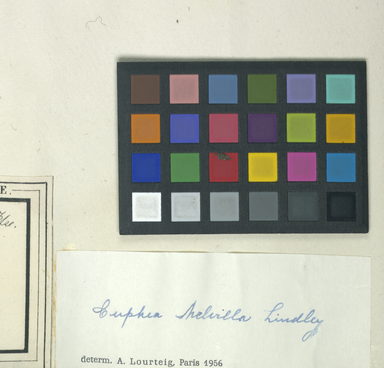 E.
Cuphea Melvilla Lindley
determ. A. Lourteig, Paris 1956